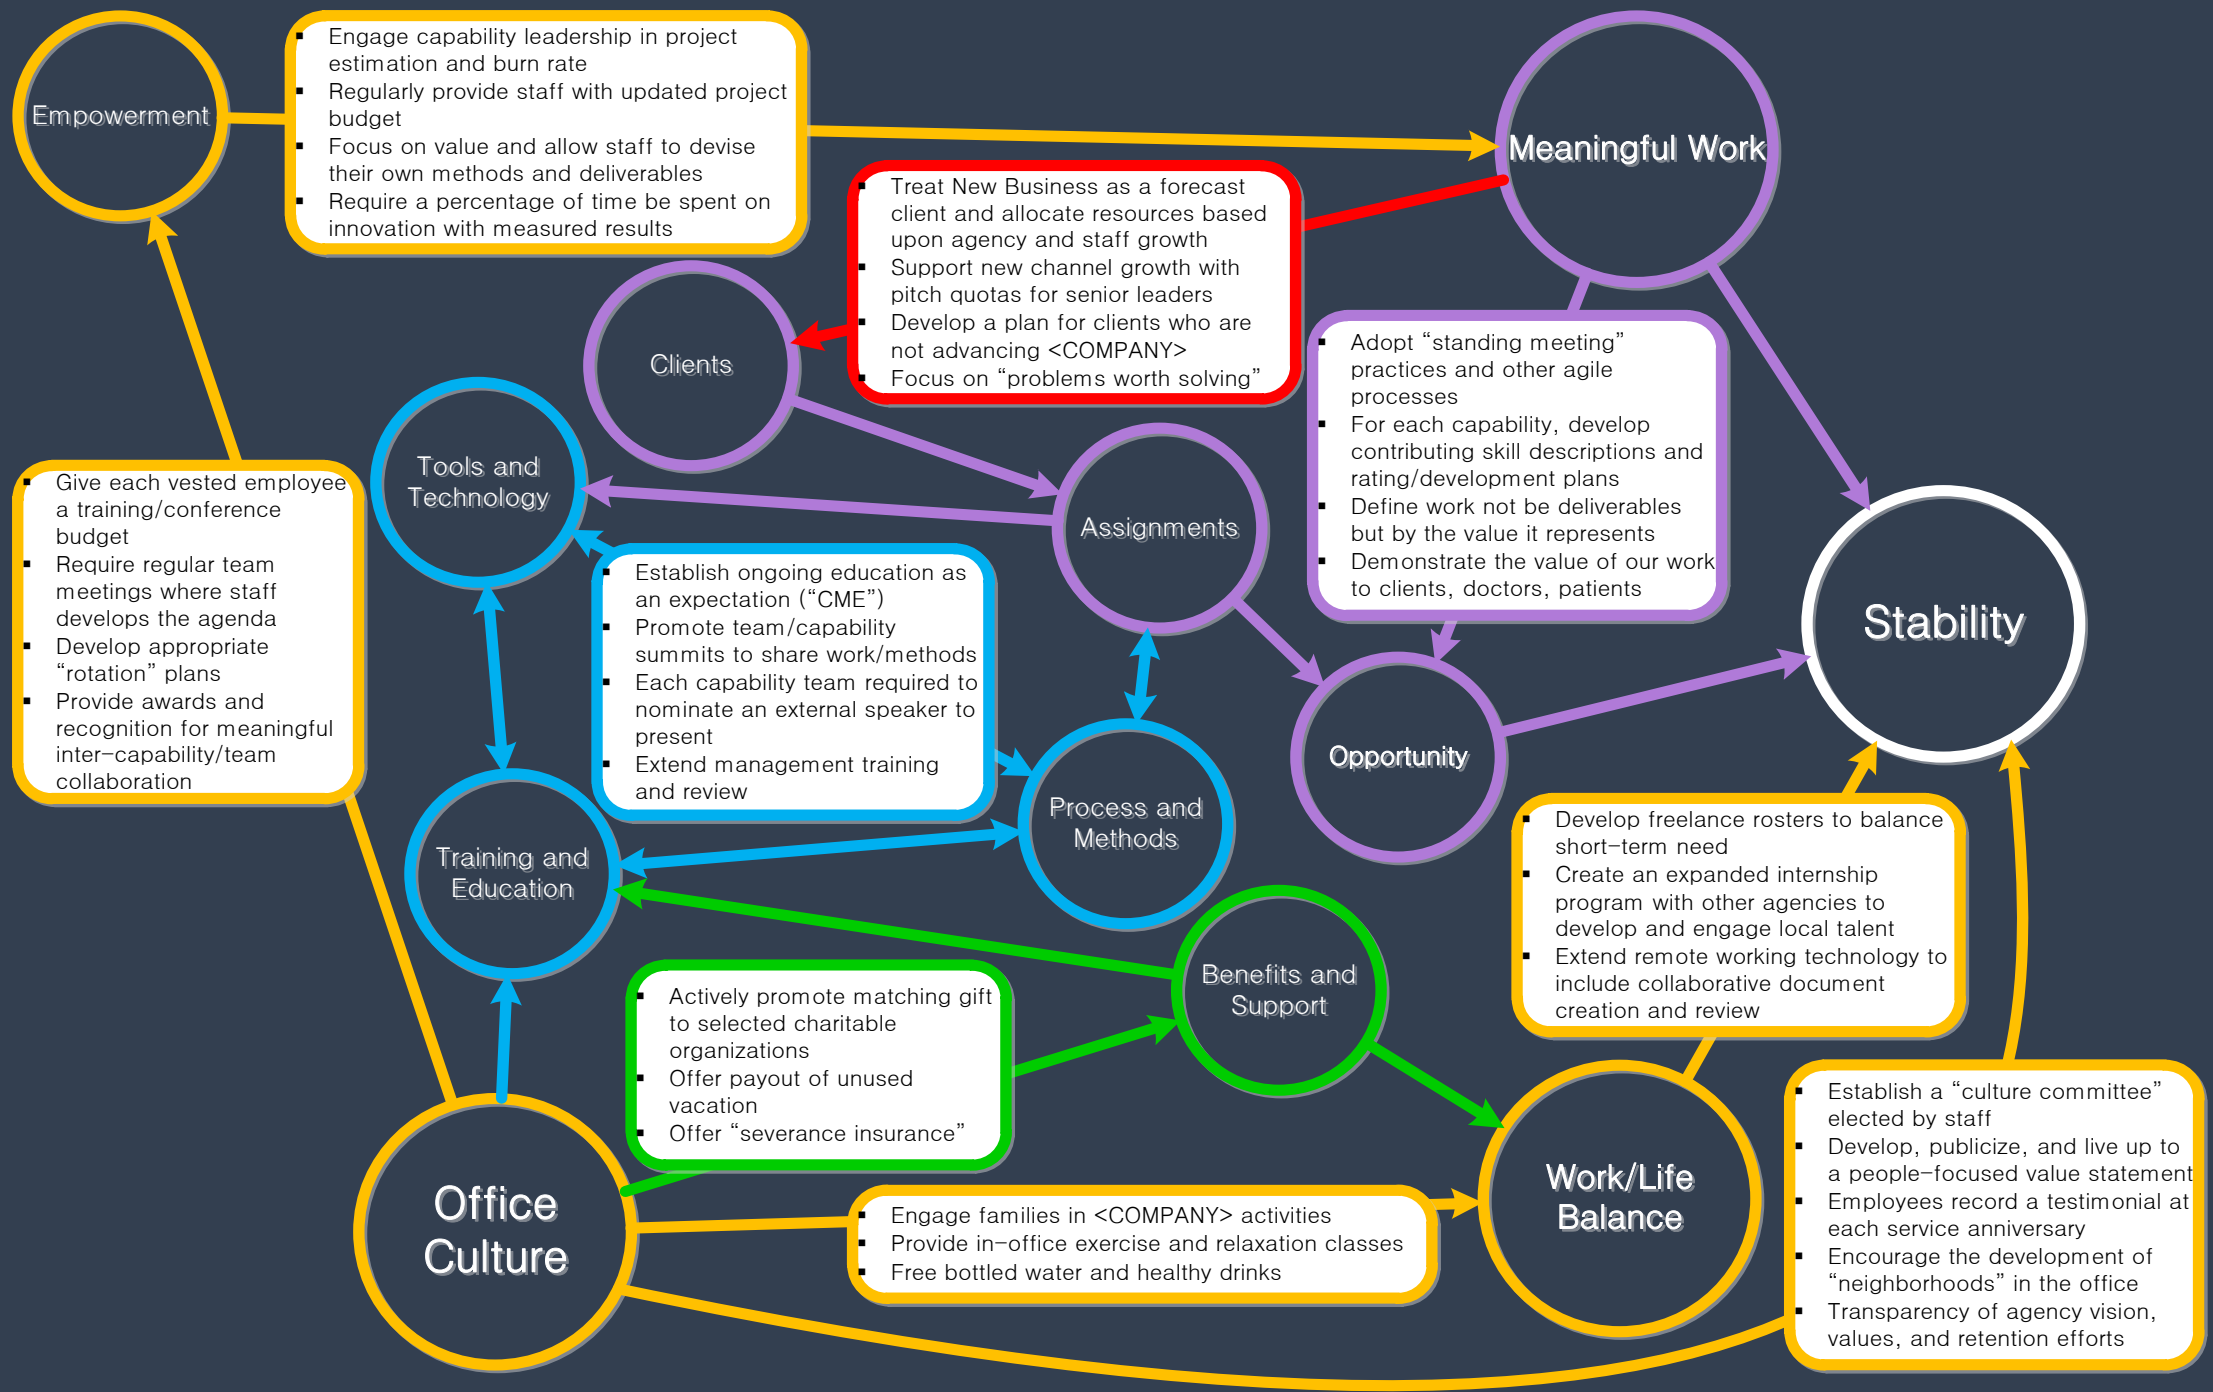 Empowerment
▪ Engage capability leadership in project
estimation and burn rate
▪ Regularly provide staff with updated project
budget
▪ Focus on value and allow staff to devise
their own methods and deliverables
▪ Require a percentage of time be spent on
innovation with measured results
Meaningful Work
▪ Treat New Business as a forecast
client and allocate resources based
upon agency and staff growth
▪ Support new channel growth with
pitch quotas for senior leaders
▪ Develop a plan for clients who are
not advancing <COMPANY>
▪ Focus on “problems worth solving”
Clients
▪ Adopt “standing meeting”
practices and other agile
processes
▪ For each capability, develop
contributing skill descriptions and
rating/development plans
▪ Define work not be deliverables
but by the value it represents
▪ Demonstrate the value of our work
to clients, doctors, patients
Tools and
Technology
Assignments
▪ Give each vested employee
a training/conference
budget
▪ Require regular team
meetings where staff
develops the agenda
▪ Develop appropriate
“rotation” plans
▪ Provide awards and
recognition for meaningful
inter-capability/team
collaboration
▪ Establish ongoing education as
an expectation (“CME”)
▪ Promote team/capability
summits to share work/methods
▪ Each capability team required to
nominate an external speaker to
present
▪ Extend management training
and review
Stability
Opportunity
Process and
Methods
Training and
Education
▪ Develop freelance rosters to balance
short-term need
▪ Create an expanded internship
program with other agencies to
develop and engage local talent
▪ Extend remote working technology to
include collaborative document
creation and review
Benefits and
Support
▪ Actively promote matching gift
to selected charitable
organizations
▪ Offer payout of unused
vacation
▪ Offer “severance insurance”
Office
Culture
▪ Engage families in <COMPANY> activities
▪ Provide in-office exercise and relaxation classes
▪ Free bottled water and healthy drinks
Work/Life
Balance
▪ Establish a “culture committee”
elected by staff
▪ Develop, publicize, and live up to
a people-focused value statement
▪ Employees record a testimonial at
each service anniversary
▪ Encourage the development of
“neighborhoods” in the office
▪ Transparency of agency vision,
values, and retention efforts